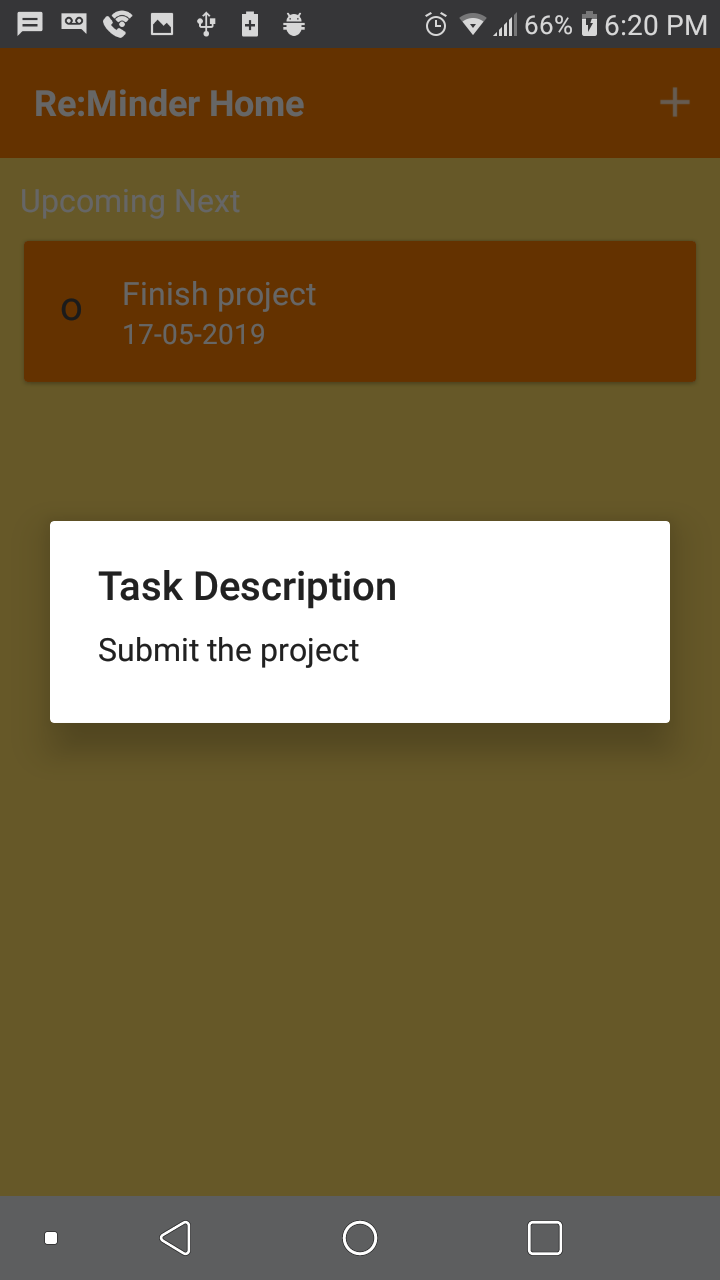 66% 6:20 PM
Re:Minder Home +
Upcoming Next
O Finish project
17-05-2019
Task Description
Submit the project